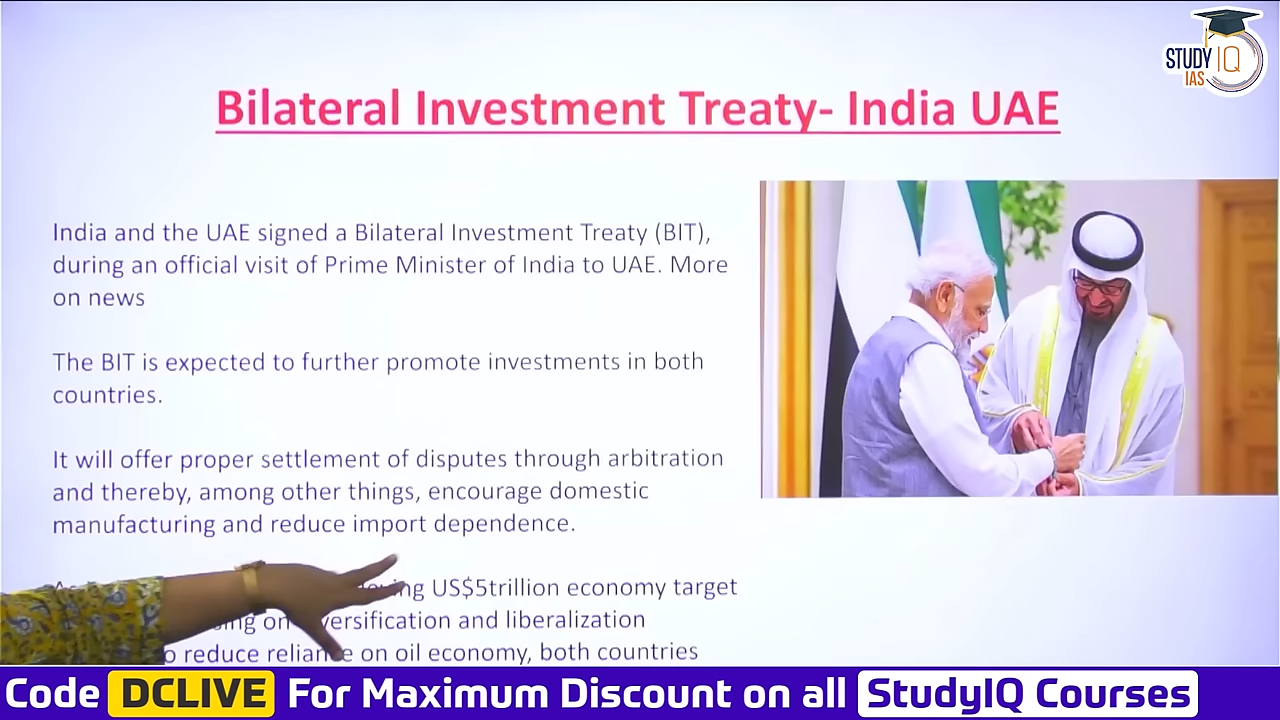 STUDY IQ
IAS
Bilateral Investment Treaty- India UAE
India and the UAE signed a Bilateral Investment Treaty (BIT),
during an official visit of Prime Minister of India to UAE. More
on news
The BIT is expected to further promote investments in both
countries.
It will offer proper settlement of disputes through arbitration
and thereby, among other things, encourage domestic
manufacturing and reduce import dependence.
US$5trillion economy target
and liberalization
reduce reliance on oil economy, both countries
Code DCLIVE For Maximum Discount on all StudyIQ Courses